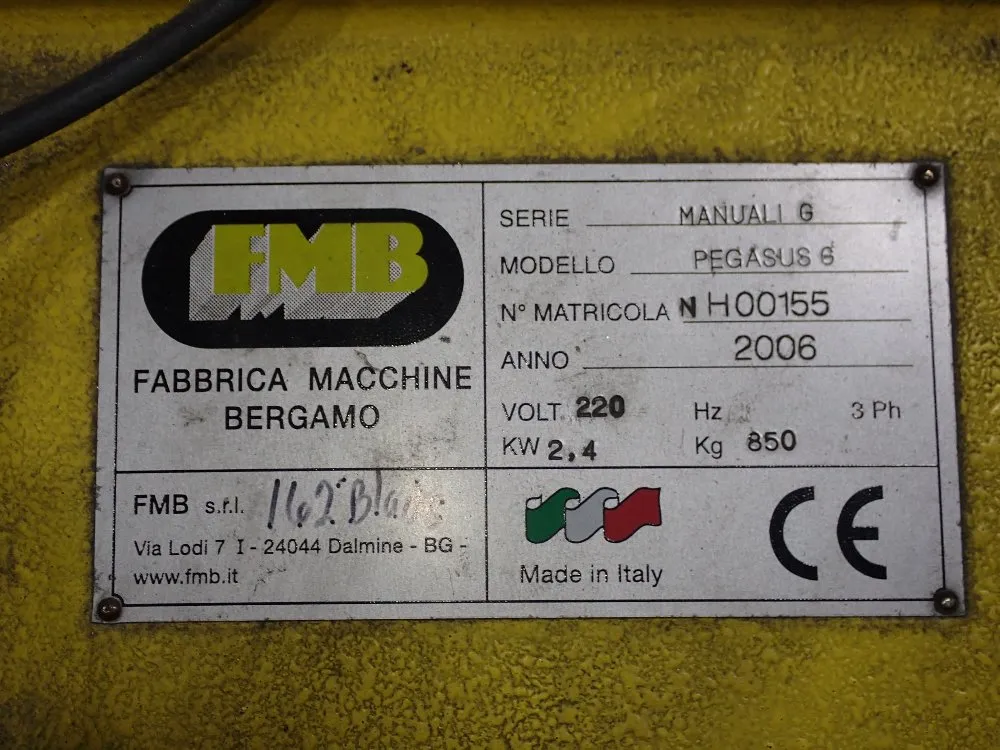 FMB
FABBRICA MACCHINE
BERGAMO
SERIE MANUALI G
MODELLO PEGASUS 6
N° MATRICOLA N H00155
ANNO 2006
VOLT 220 Hz 3 Ph
KW 2,4 Kg 850
FMB s.r.l. 162"
Via Lodi 7 I - 24044 Dalmine - BG -
www.fmb.it
Made in Italy
CE